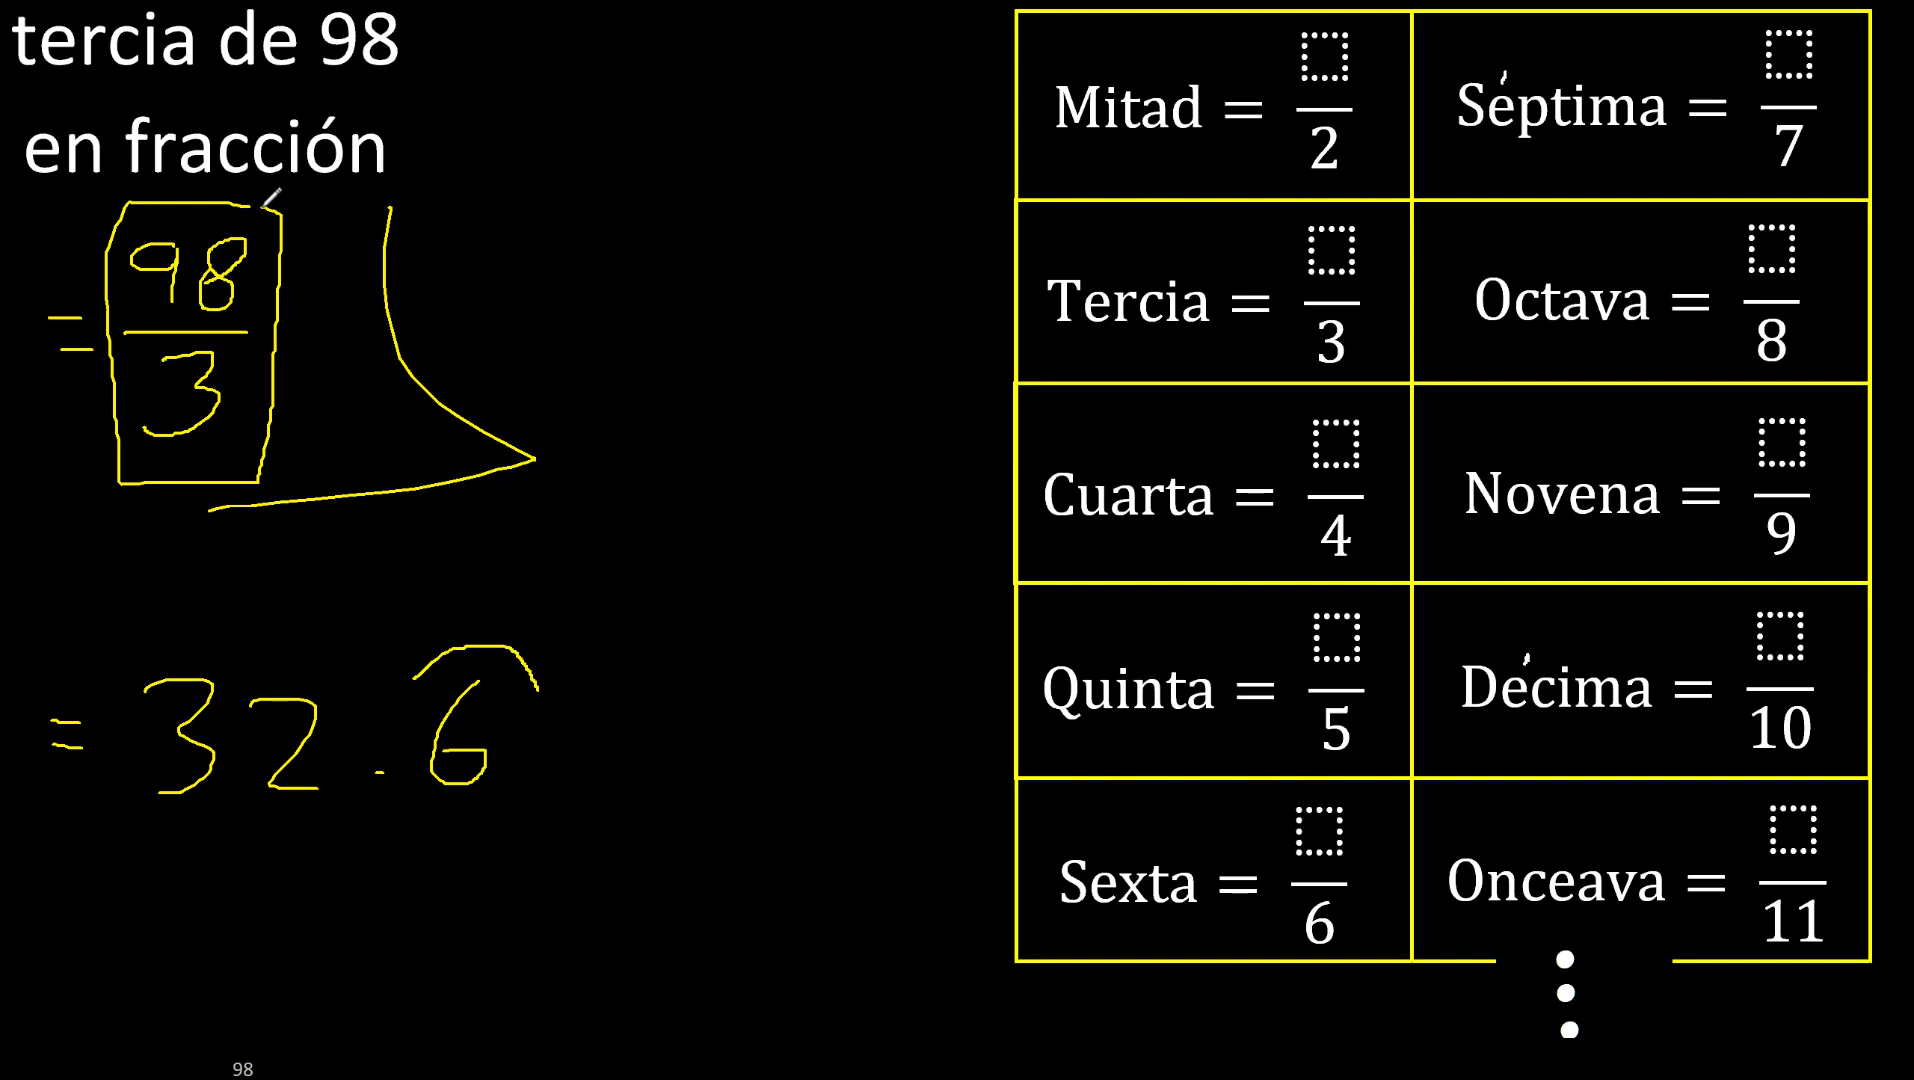 tercia de 98
en fracción
= 98/3
= 32.6̂
Mitad = ⬚/2
Séptima = ⬚/7
Tercia = ⬚/3
Octava = ⬚/8
Cuarta = ⬚/4
Novena = ⬚/9
Quinta = ⬚/5
Décima = ⬚/10
Sexta = ⬚/6
Onceava = ⬚/11
⋮
98